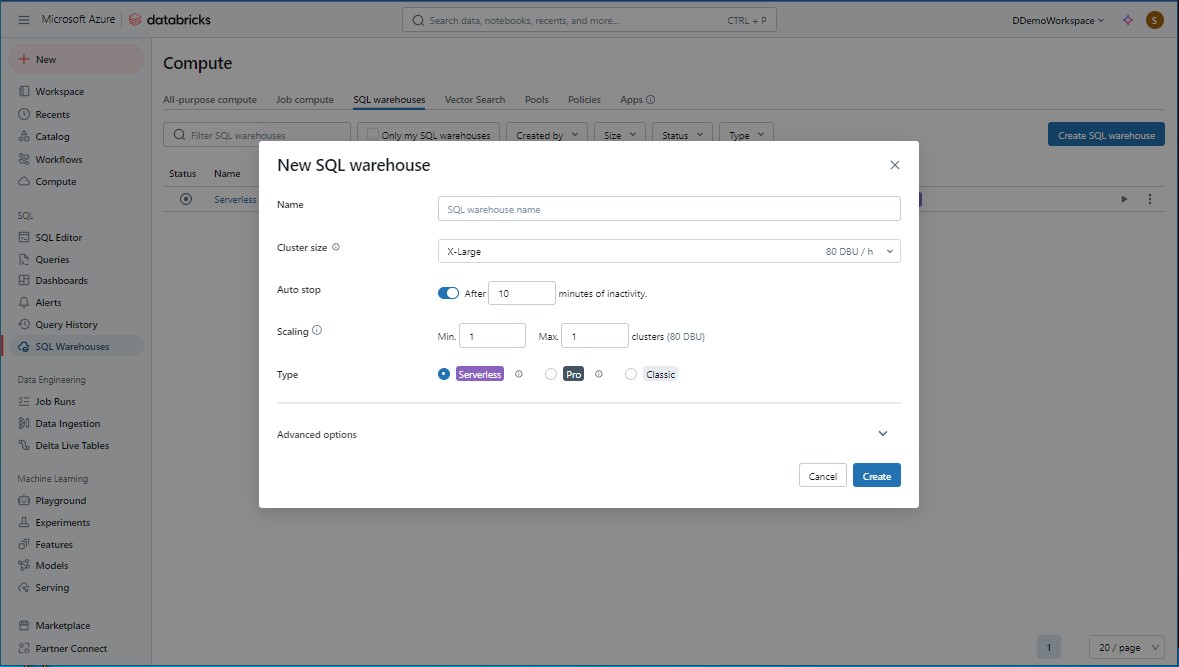 Microsoft Azure databricks
Search data, notebooks, recents, and more... CTRL + P
DDemoWorkspace S
New
Workspace
Recents
Catalog
Workflows
Compute
SQL
SQL Editor
Queries
Dashboards
Alerts
Query History
SQL Warehouses
Data Engineering
Job Runs
Data Ingestion
Delta Live Tables
Machine Learning
Playground
Experiments
Features
Models
Serving
Marketplace
Partner Connect
Compute
All-purpose compute Job compute SQL warehouses Vector Search Pools Policies Apps
Filter SQL warehouses Only my SQL warehouses Created by Size Status Type Create SQL warehouse
Status Name
Serverless
New SQL warehouse
Name SQL warehouse name
Cluster size X-Large 80 DBU / h
Auto stop After 10 minutes of inactivity.
Scaling Min. 1 Max. 1 clusters (80 DBU)
Type Serverless Pro Classic
Advanced options
Cancel Create
1 20 / page